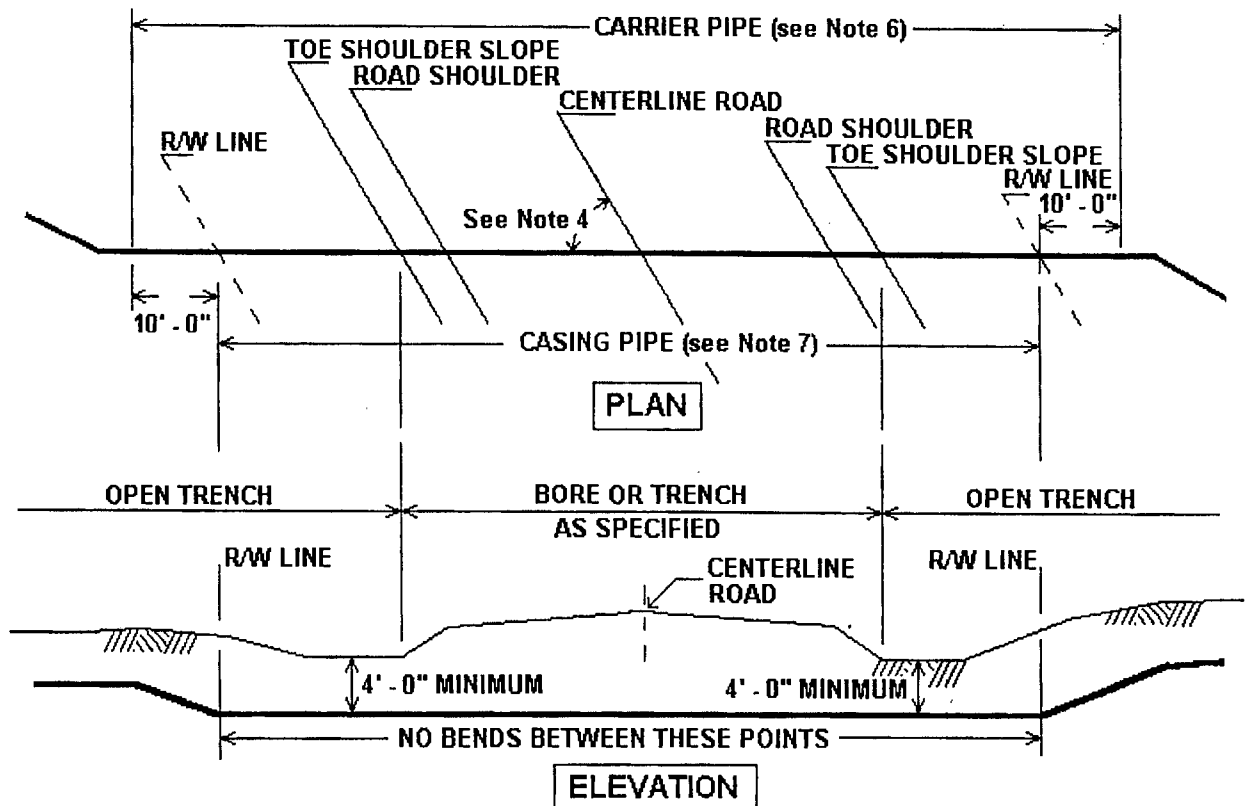 CARRIER PIPE (see Note 6)
TOE SHOULDER SLOPE
ROAD SHOULDER
CENTERLINE ROAD
R/W LINE
ROAD SHOULDER
TOE SHOULDER SLOPE
R/W LINE
10' - 0"
See Note 4
10' - 0"
CASING PIPE (see Note 7)
PLAN
OPEN TRENCH
BORE OR TRENCH
AS SPECIFIED
OPEN TRENCH
R/W LINE
CENTERLINE
ROAD
R/W LINE
4' - 0" MINIMUM
4' - 0" MINIMUM
NO BENDS BETWEEN THESE POINTS
ELEVATION